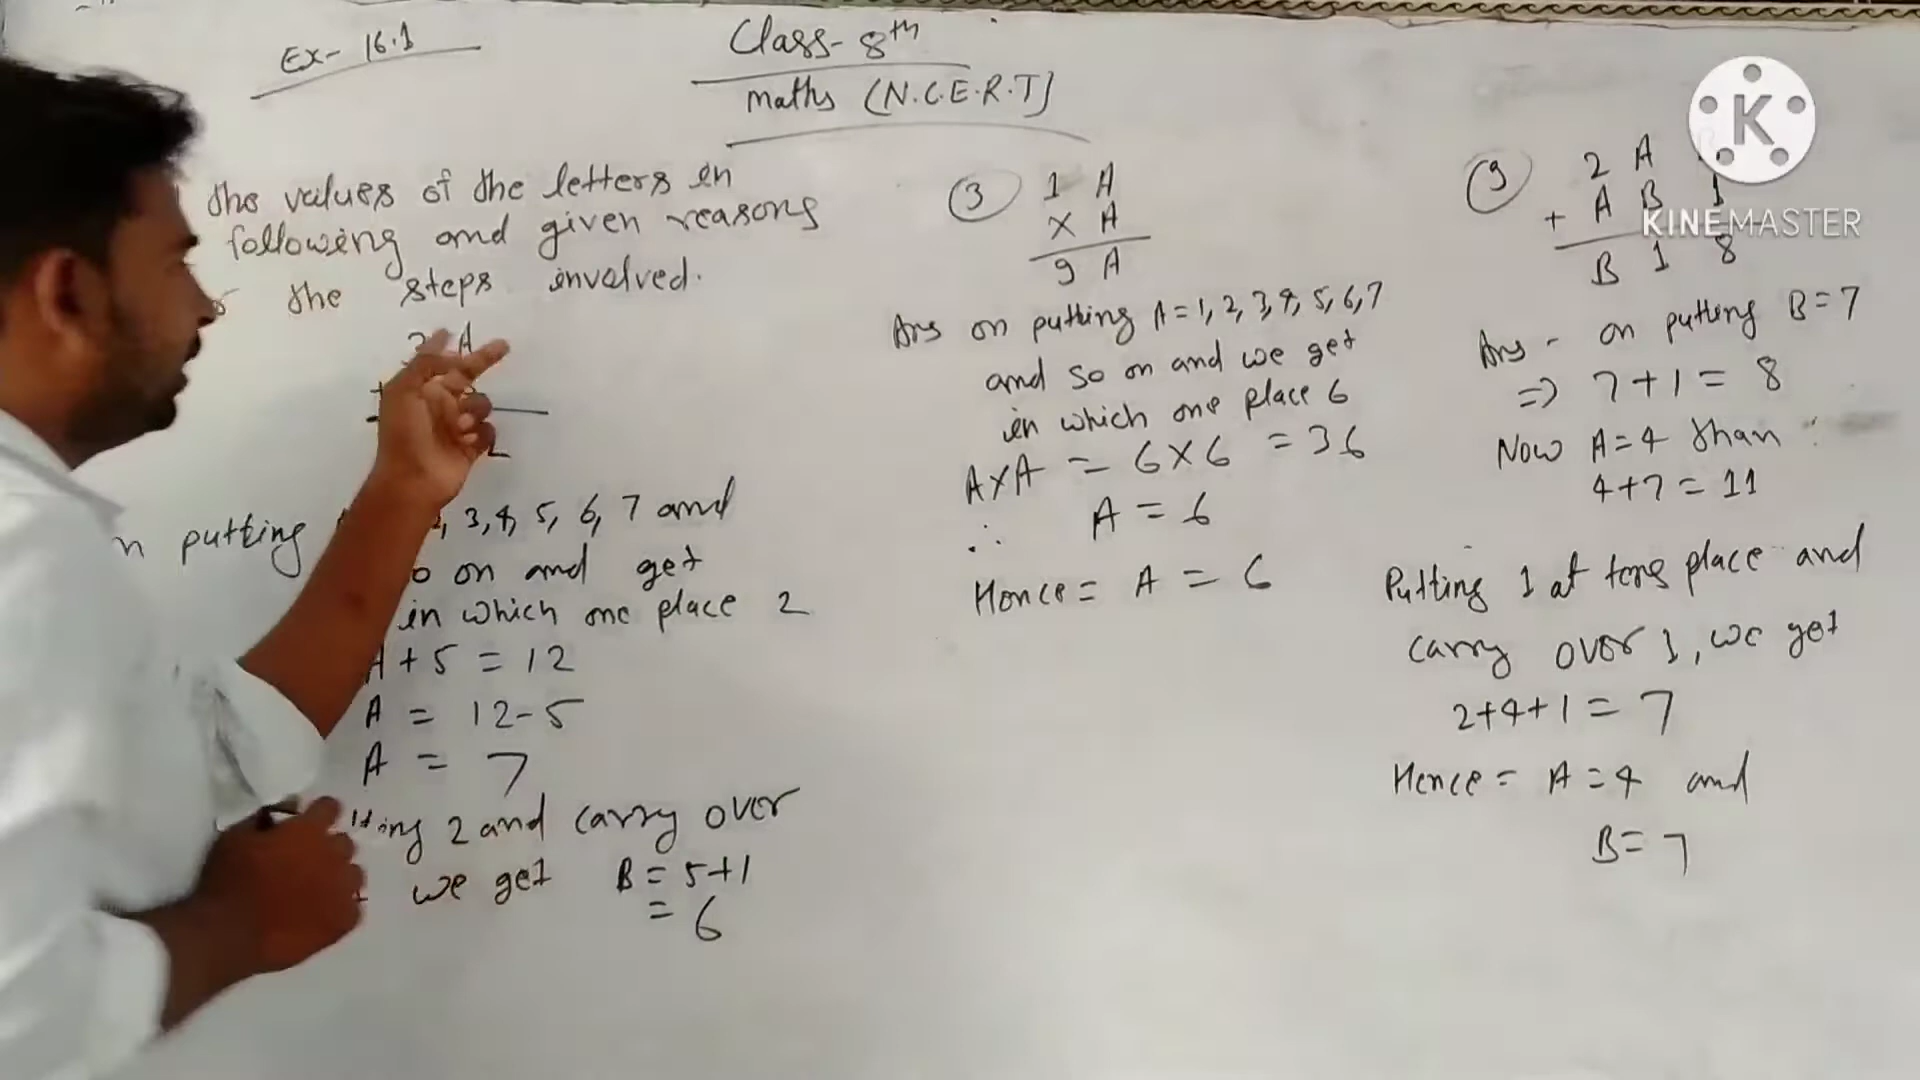 Ex- 16.1
Class- 8th
maths (N.C.E.R.T)
the values of the letters in
following and given reasons
the steps involved.
A
+
2
putting 3, 4, 5, 6, 7 and
on and get
in which one place 2
A + 5 = 12
A = 12-5
A = 7
2 and carry over
we get B = 5+1
= 6
3
1 A
X A
9 A
Ans on putting A = 1, 2, 3, 4, 5, 6, 7
and so on and we get
in which one place 6
AXA = 6X6 = 36
∴ A = 6
Hence = A = 6
K
KINEMASTER
9
2 A
+ A B 1
B 1 8
Ans - on putting B = 7
=> 7 + 1 = 8
Now A = 4 than
4+7 = 11
Putting 1 at tens place and
carry over 1, we get
2+4+1 = 7
Hence = A = 4 and
B = 7